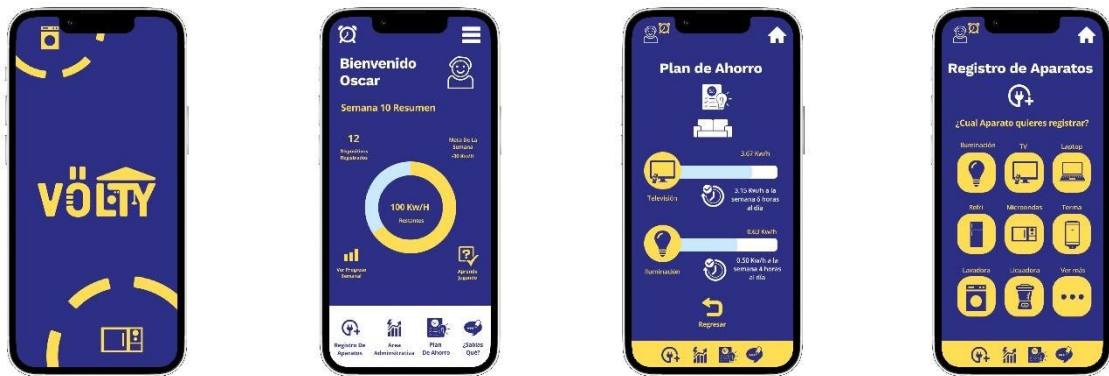 VÖLTY
Bienvenido
Oscar
Semana 10 Resumen
12
Dispositivos
Registrados
Meta De La
Semana
-30 Kw/H
100 Kw/H
Restantes
Ver Progreso
Semanal
Aprende
Jugando
Registro De
Aparatos
Area
Adminsitrativa
Plan
De Ahorro
¿Sabías
Qué?
Plan de Ahorro
3.67 Kw/h
Televisión
3.15 Kw/h a la
semana 6 horas
al día
0.63 Kw/h
Iluminación
0.50 Kw/h a la
semana 4 horas
al día
Regresar
Registro de Aparatos
¿Cual Aparato quieres registrar?
Iluminación
TV
Laptop
Refri
Microondas
Terma
Lavadora
Licuadora
Ver más